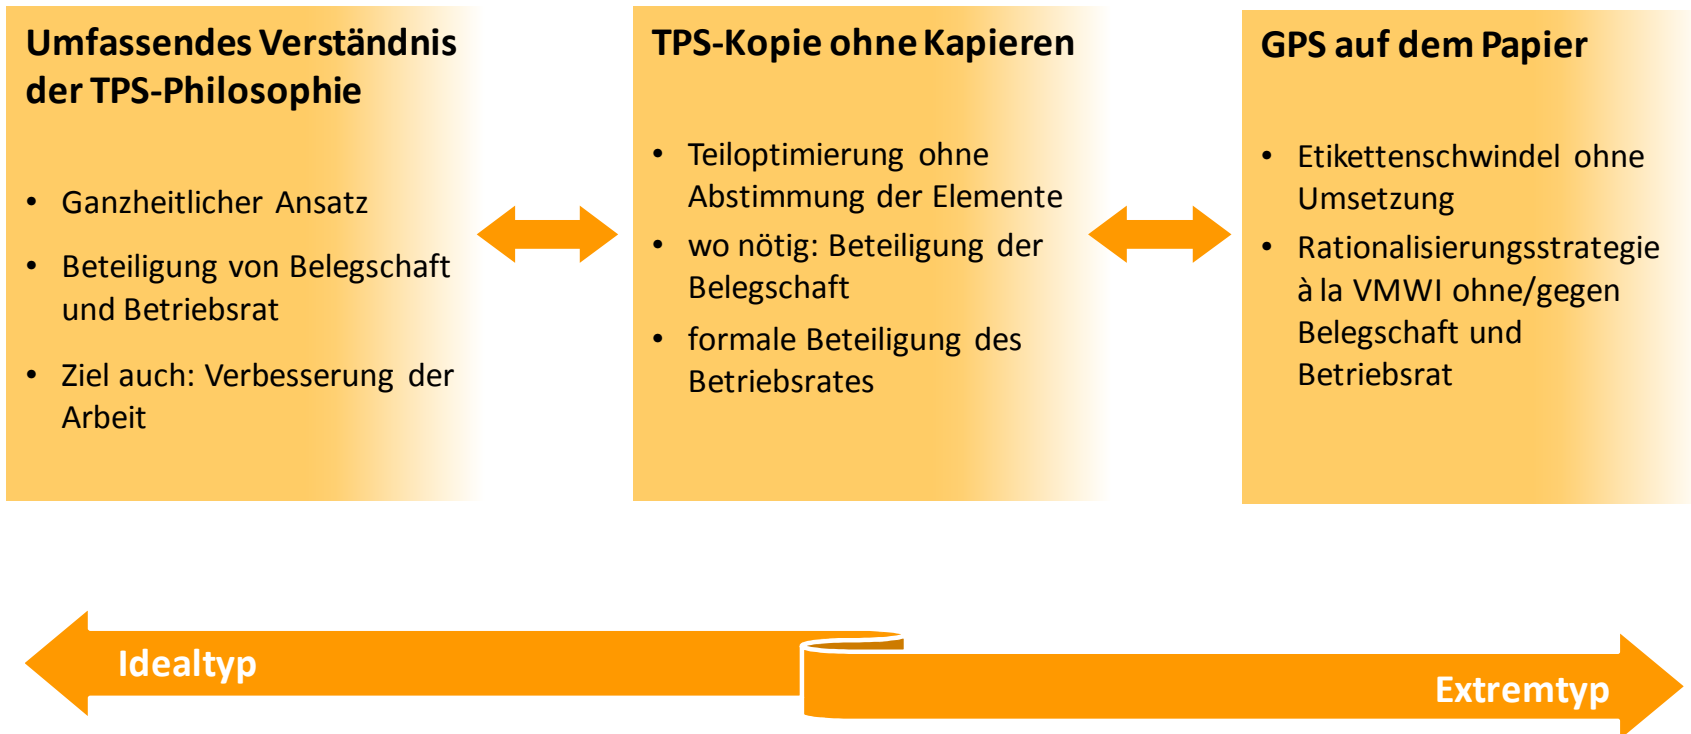 Umfassendes Verständnis
der TPS-Philosophie
• Ganzheitlicher Ansatz
• Beteiligung von Belegschaft
und Betriebsrat
• Ziel auch: Verbesserung der
Arbeit
TPS-Kopie ohne Kapieren
• Teiloptimierung ohne
Abstimmung der Elemente
• wo nötig: Beteiligung der
Belegschaft
• formale Beteiligung des
Betriebsrates
GPS auf dem Papier
• Etikettenschwindel ohne
Umsetzung
• Rationalisierungsstrategie
à la VMWI ohne/gegen
Belegschaft und
Betriebsrat
Idealtyp
Extremtyp